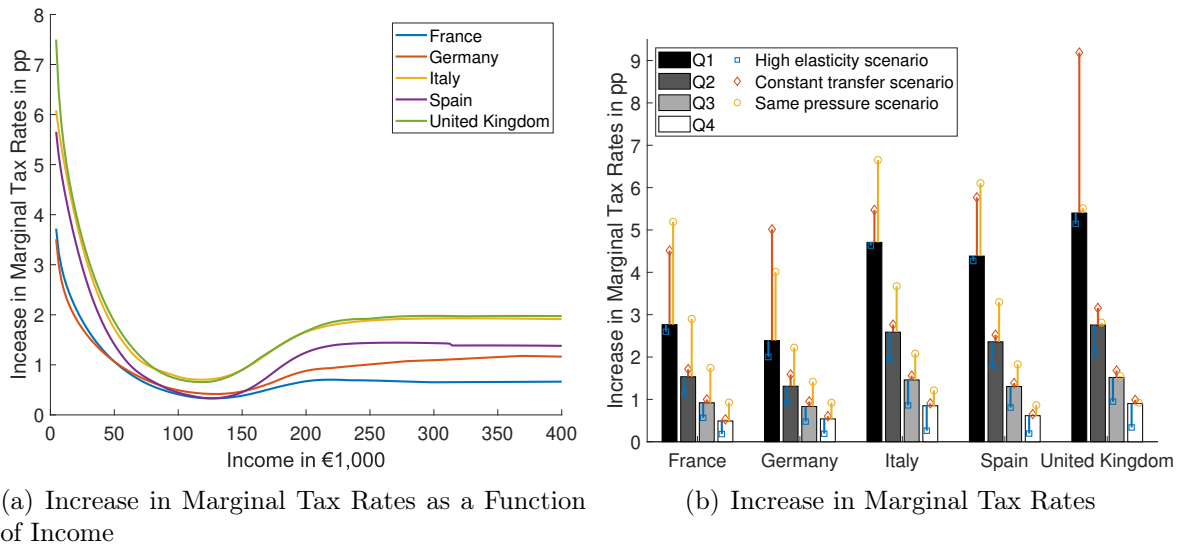 8
7
6
5
4
3
2
1
0
Increase in Marginal Tax Rates in pp
France
Germany
Italy
Spain
United Kingdom
0 50 100 150 200 250 300 350 400
Income in €1,000
(a) Increase in Marginal Tax Rates as a Function
of Income
9
8
7
6
5
4
3
2
1
0
Increase in Marginal Tax Rates in pp
Q1 High elasticity scenario
Q2 Constant transfer scenario
Q3 Same pressure scenario
Q4
France Germany Italy Spain United Kingdom
(b) Increase in Marginal Tax Rates